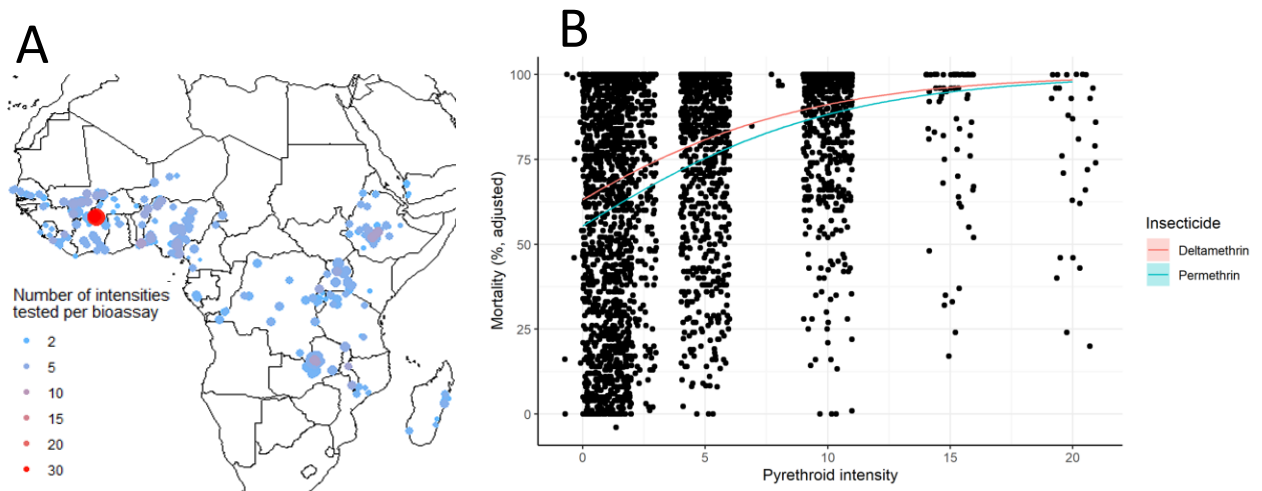 A
B
Number of intensities
tested per bioassay
2
5
10
15
20
30
Mortality (%, adjusted)
100
75
50
25
0
0 5 10 15 20
Pyrethroid intensity
Insecticide
Deltamethrin
Permethrin